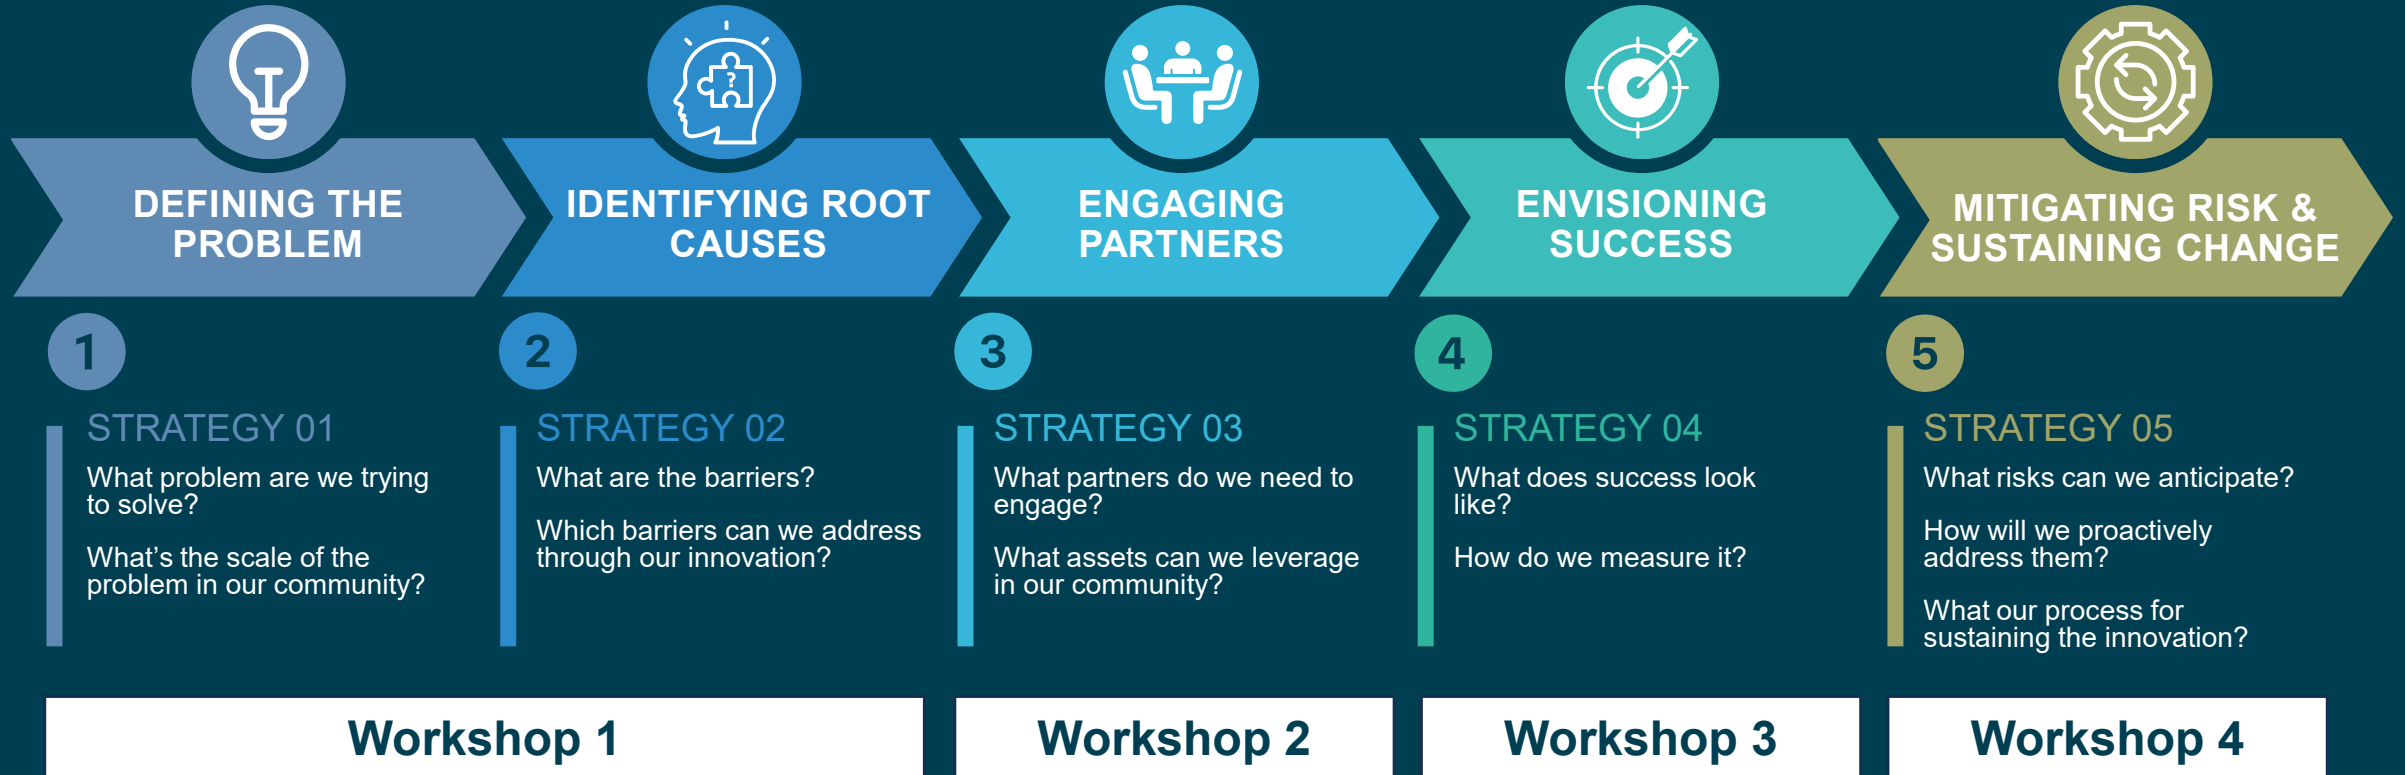 DEFINING THE
PROBLEM
IDENTIFYING ROOT
CAUSES
?
ENGAGING
PARTNERS
ENVISIONING
SUCCESS
MITIGATING RISK &
SUSTAINING CHANGE
1
STRATEGY 01
What problem are we trying
to solve?
What's the scale of the
problem in our community?
2
STRATEGY 02
What are the barriers?
Which barriers can we address
through our innovation?
3
STRATEGY 03
What partners do we need to
engage?
What assets can we leverage
in our community?
4
STRATEGY 04
What does success look
like?
How do we measure it?
5
STRATEGY 05
What risks can we anticipate?
How will we proactively
address them?
What our process for
sustaining the innovation?
Workshop 1
Workshop 2
Workshop 3
Workshop 4